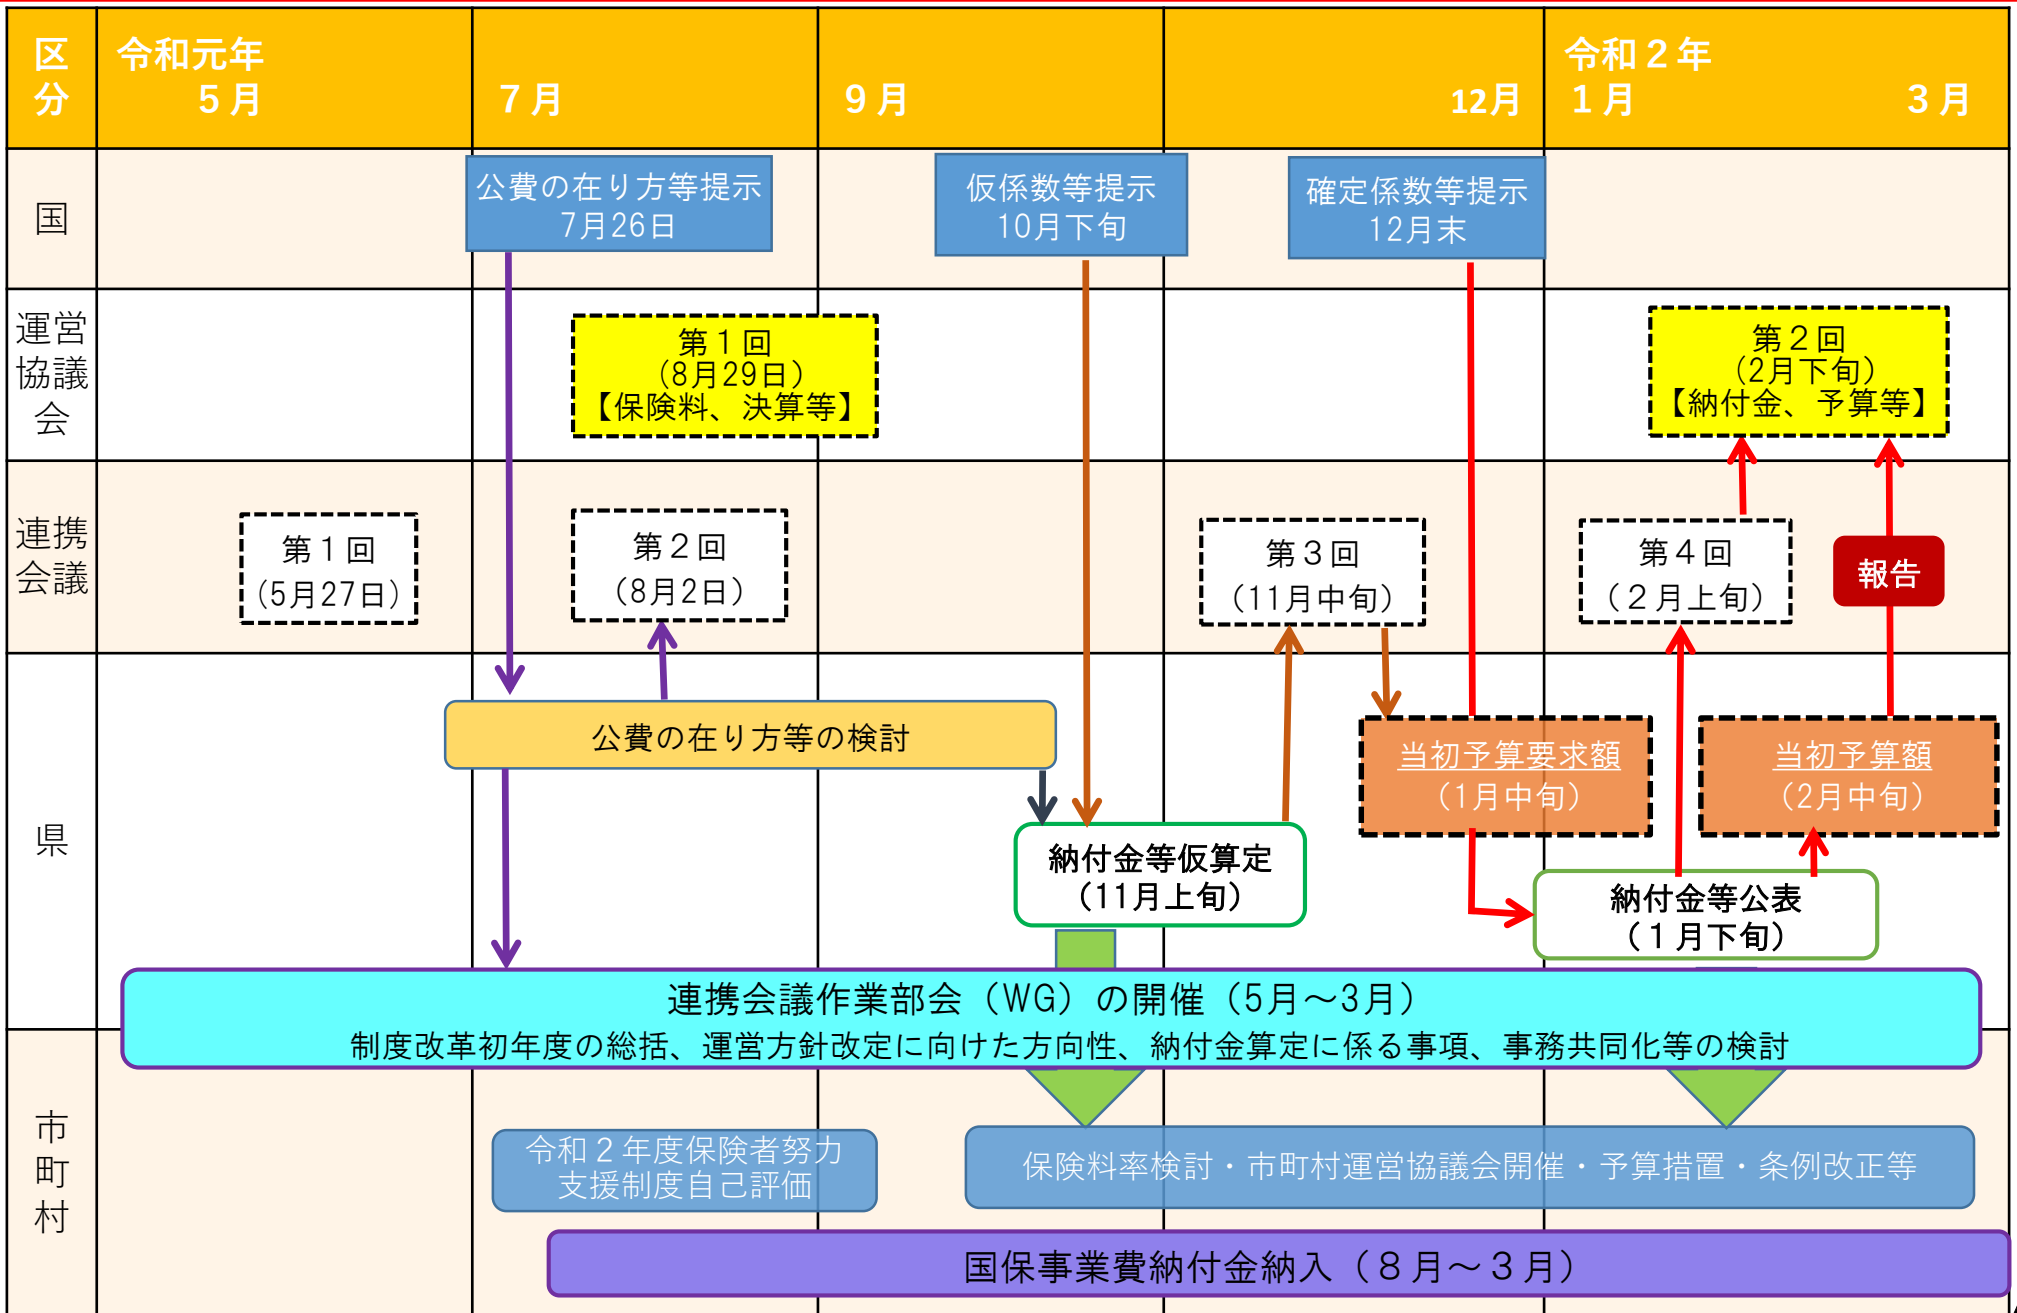 区分
令和元年
５月
７月
９月
12月
令和２年
１月
３月
国
公費の在り方等提示
7月26日
仮係数等提示
10月下旬
確定係数等提示
12月末
運営
協議
会
第１回
（8月29日）
【保険料、決算等】
第２回
（2月下旬）
【納付金、予算等】
連携
会議
第１回
（5月27日）
第２回
（8月2日）
第３回
（11月中旬）
第４回
（２月上旬）
報告
県
公費の在り方等の検討
当初予算要求額
（1月中旬）
当初予算額
（2月中旬）
納付金等仮算定
（11月上旬）
納付金等公表
（１月下旬）
連携会議作業部会（WG）の開催（5月～3月）
制度改革初年度の総括、運営方針改定に向けた方向性、納付金算定に係る事項、事務共同化等の検討
市
町
村
令和２年度保険者努力
支援制度自己評価
保険料率検討・市町村運営協議会開催・予算措置・条例改正等
国保事業費納付金納入（８月～３月）